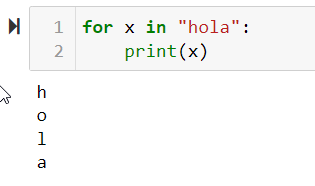 1 for x in "hola":
2     print(x)
h
o
l
a